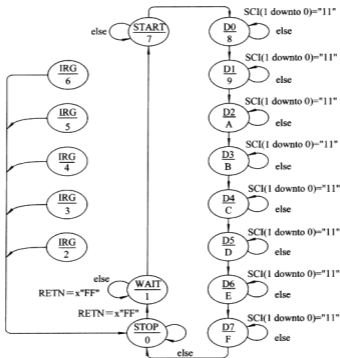 START
7
else
D0
8
SCI(1 downto 0)="11"
else
IRG
6
D1
9
SCI(1 downto 0)="11"
else
IRG
5
D2
A
SCI(1 downto 0)="11"
else
IRG
4
D3
B
SCI(1 downto 0)="11"
else
IRG
3
D4
C
SCI(1 downto 0)="11"
else
IRG
2
D5
D
SCI(1 downto 0)="11"
else
else
WAIT
1
RETN=x"FF"
D6
E
SCI(1 downto 0)="11"
else
RETN=x"FF"
STOP
0
else
D7
F
SCI(1 downto 0)="11"
else